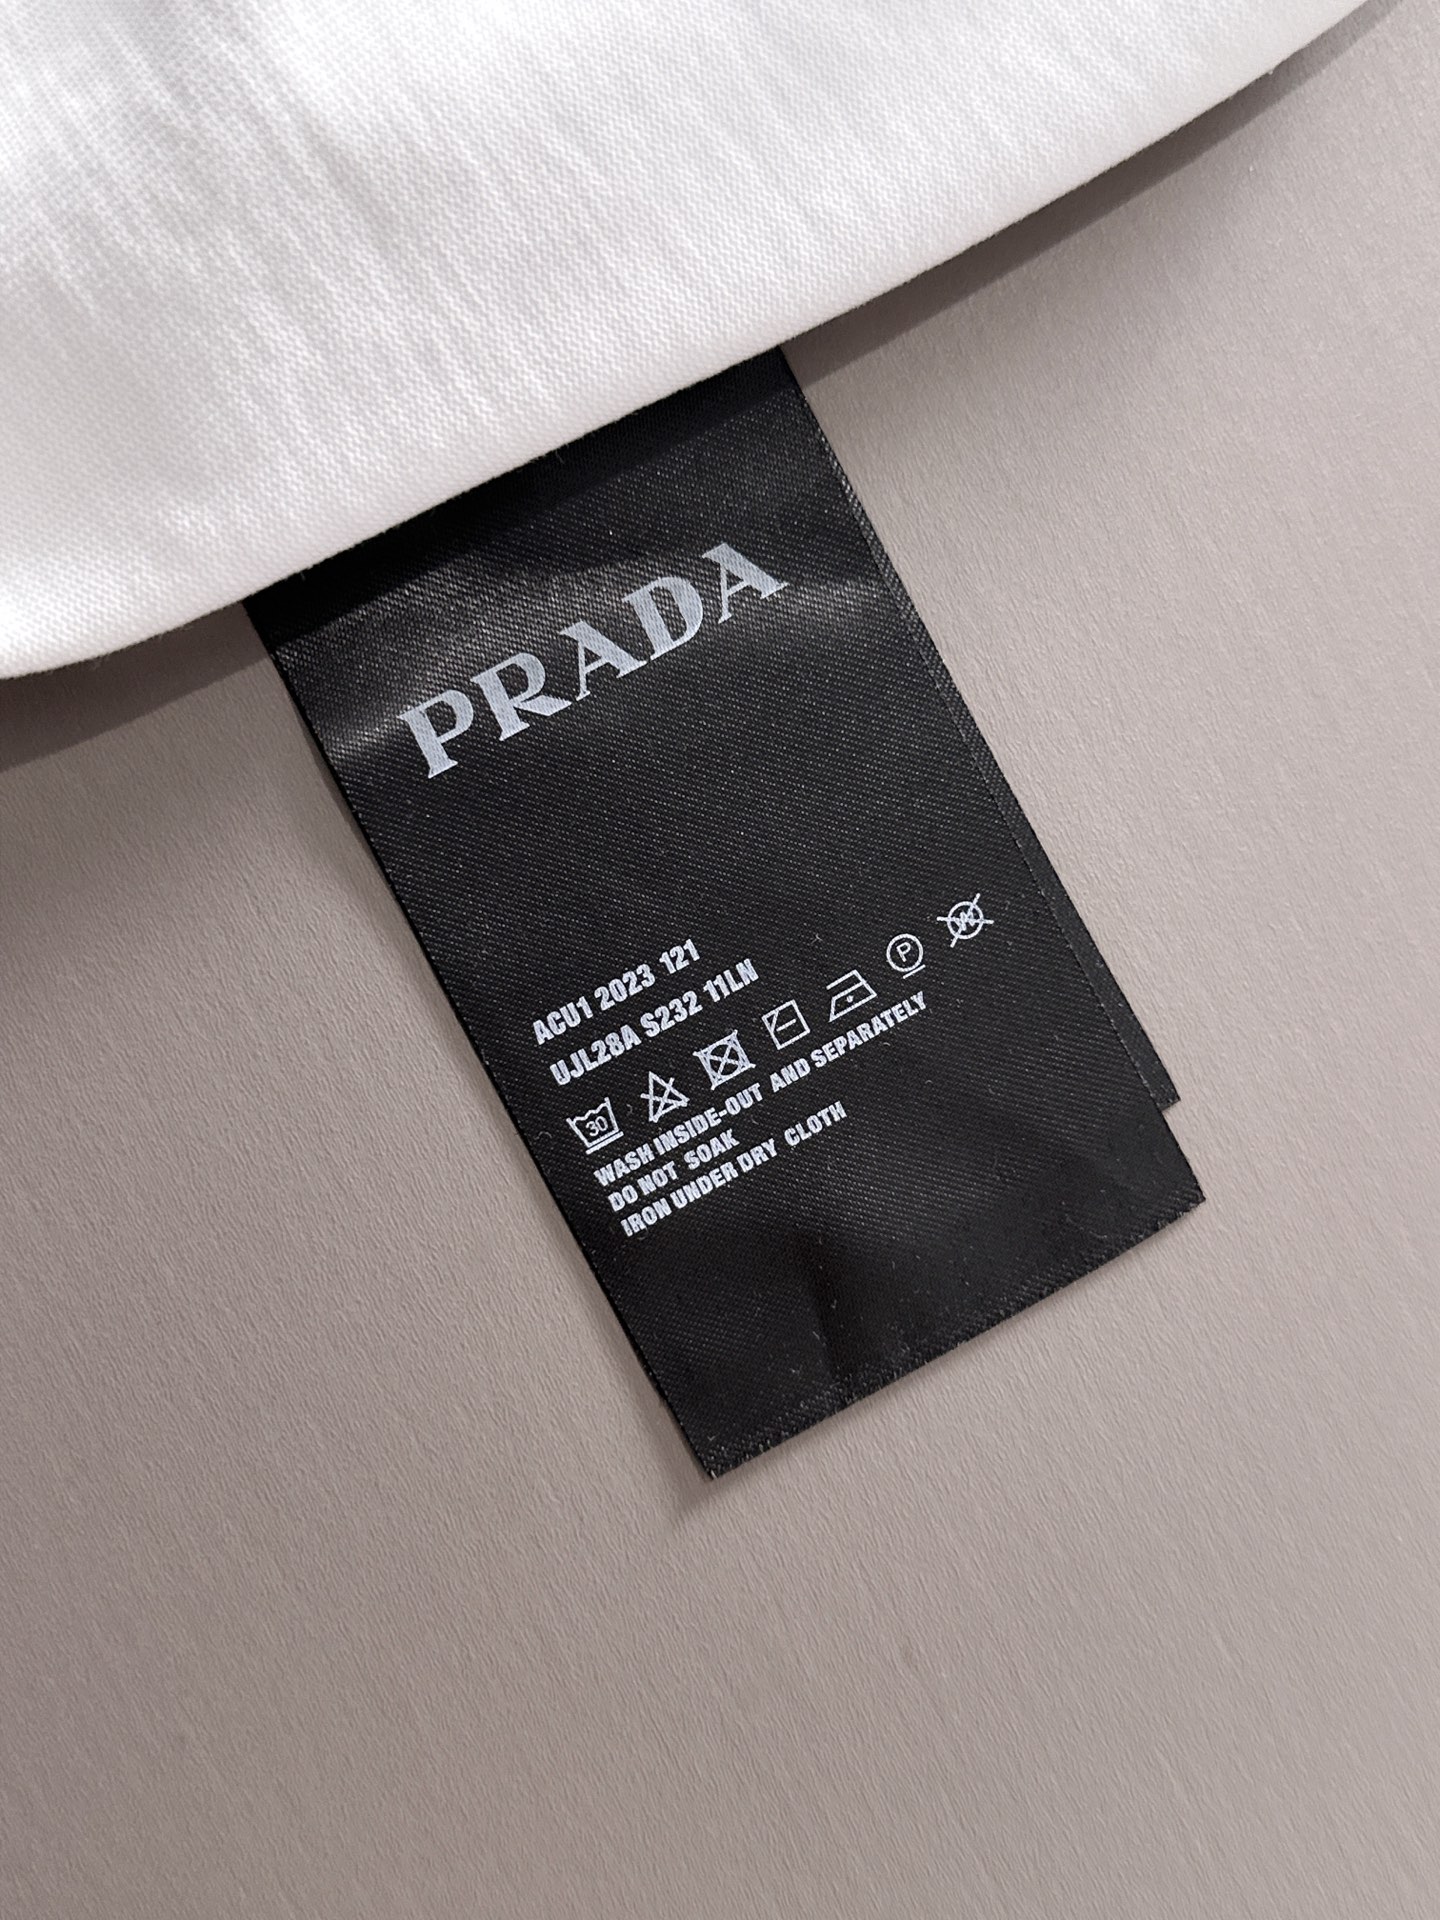 PRADA
ACU1 2023 121
UJL28A S232 11LN
30 P W
WASH INSIDE-OUT AND SEPARATELY
DO NOT SOAK
IRON UNDER DRY CLOTH